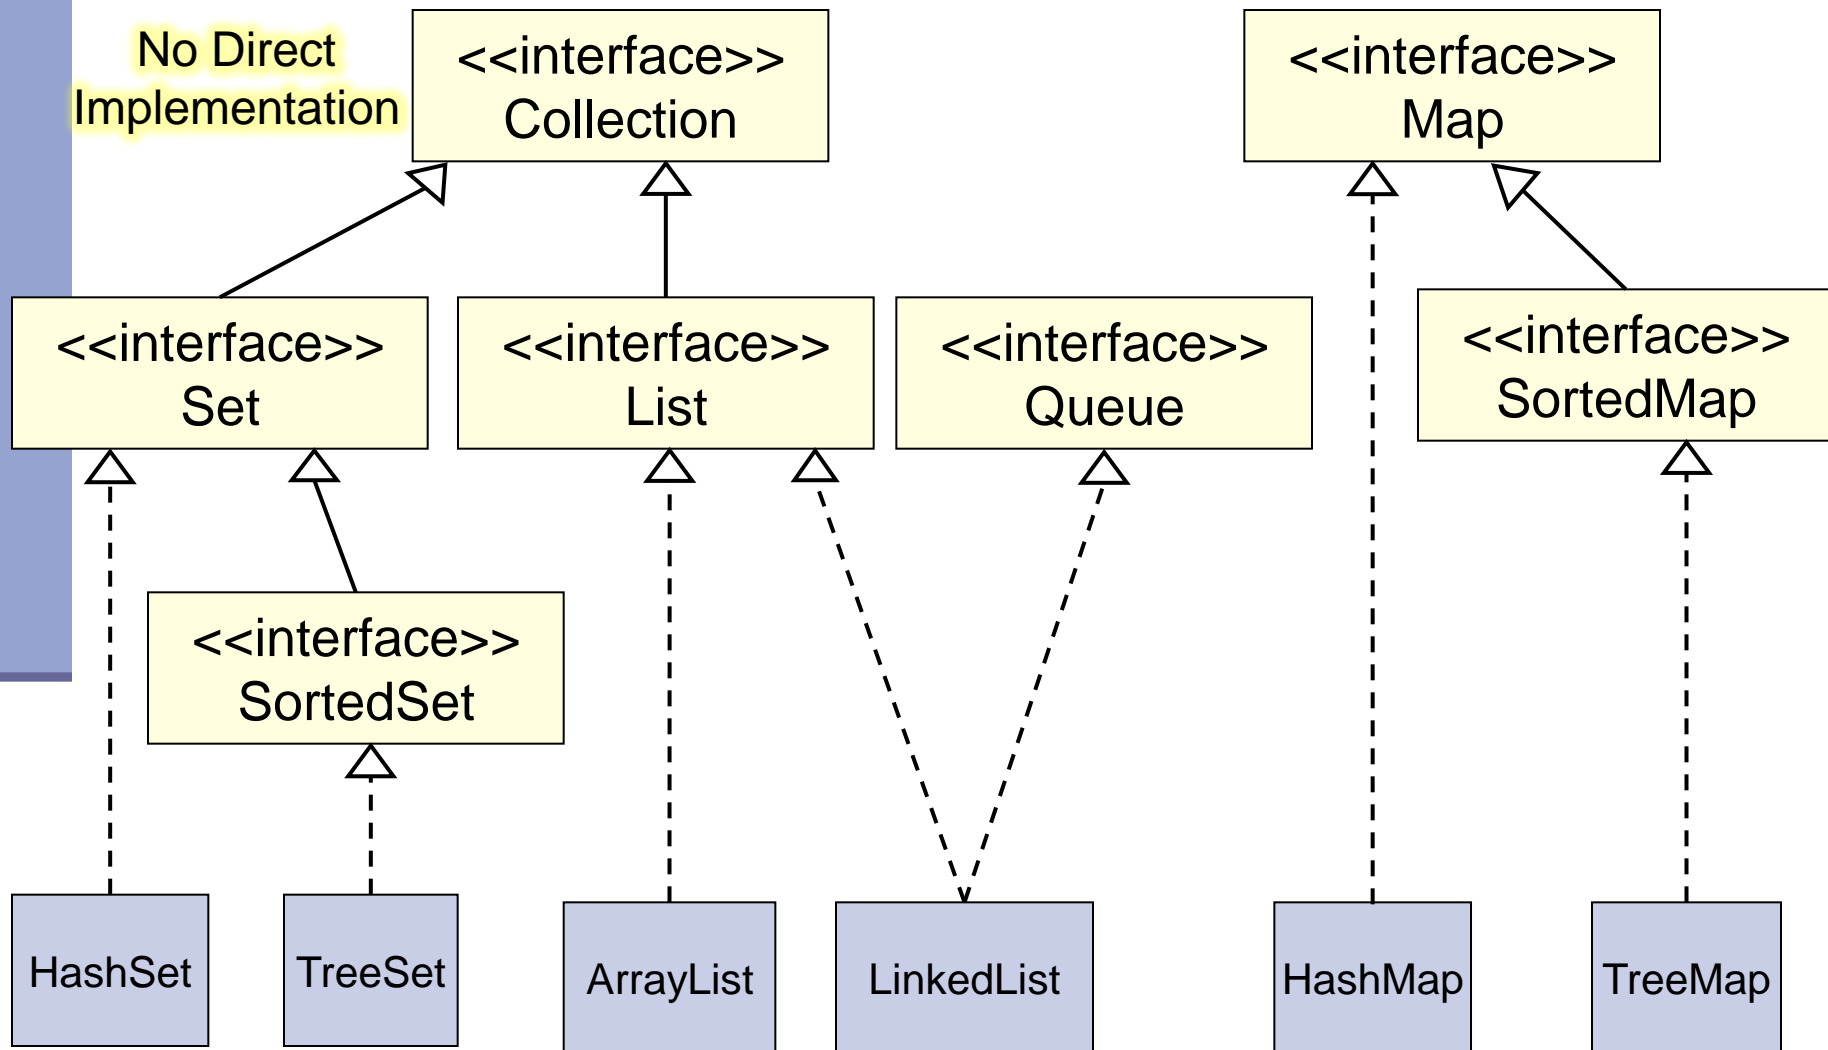 No Direct
Implementation
<<interface>>
Collection
<<interface>>
Map
<<interface>>
Set
<<interface>>
List
<<interface>>
Queue
<<interface>>
SortedMap
<<interface>>
SortedSet
HashSet
TreeSet
ArrayList
LinkedList
HashMap
TreeMap